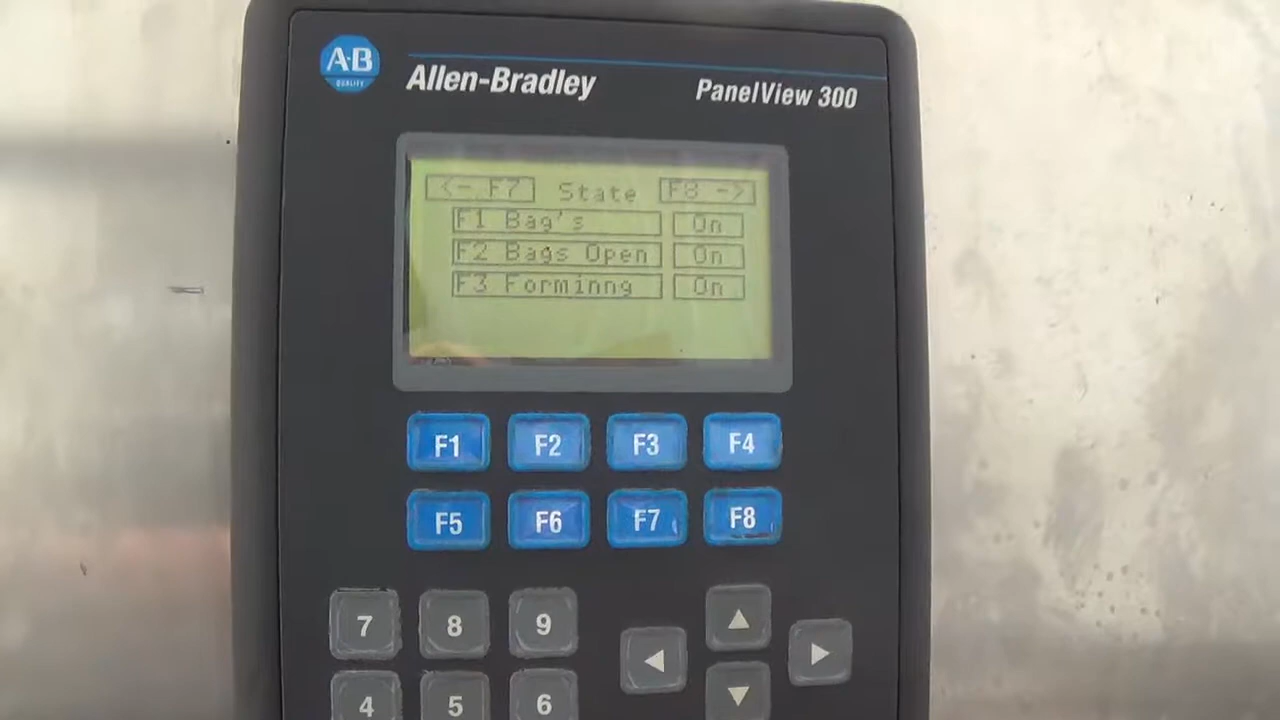 A·B
QUALITY
Allen-Bradley
PanelView 300
<- F7 State F8 ->
F1 Bag's On
F2 Bags Open On
F3 Forminng On
F1 F2 F3 F4
F5 F6 F7 F8
7 8 9
4 5 6